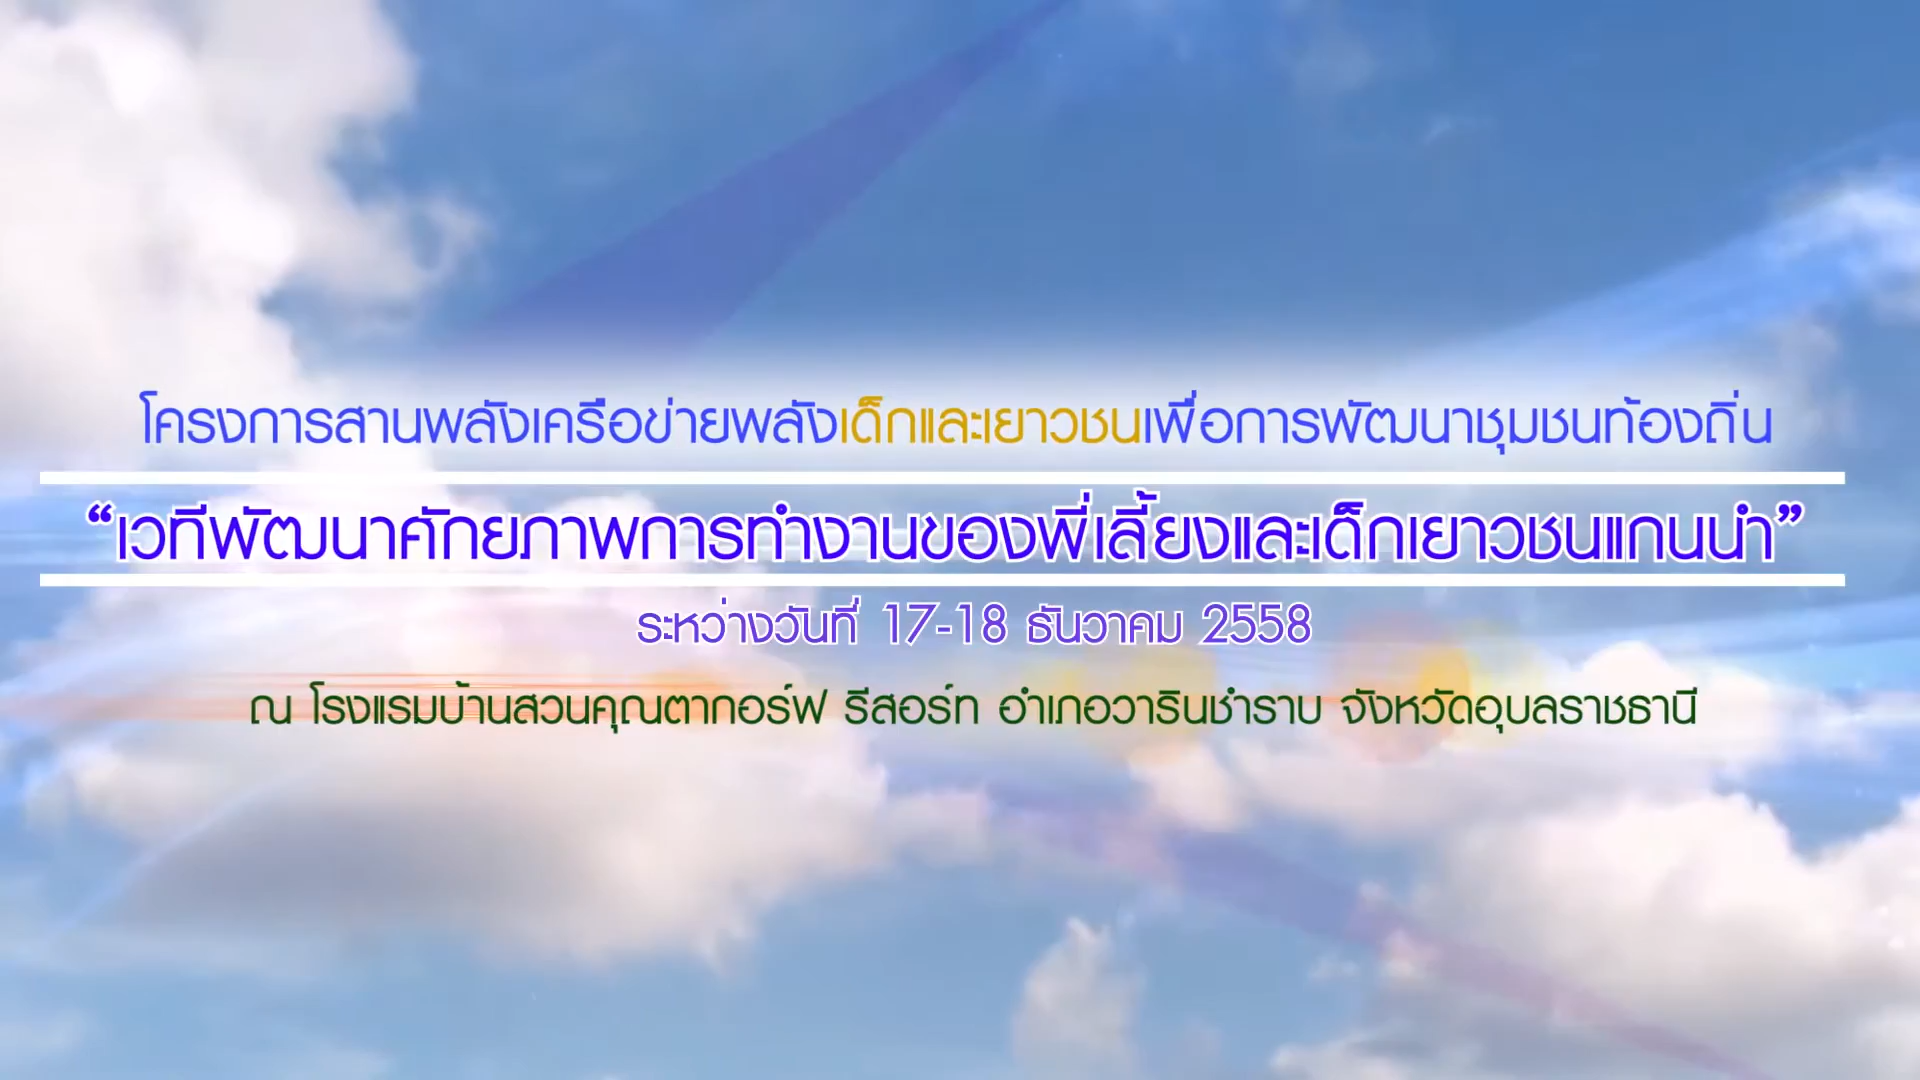 โครงการสานพลังเครือข่ายพลังเด็กและเยาวชนเพื่อการพัฒนาชุมชนท้องถิ่น
“เวทีพัฒนาศักยภาพการทำงานของพี่เลี้ยงและเด็กเยาวชนแกนนำ”
ระหว่างวันที่ 17-18 ธันวาคม 2558
ณ โรงแรมบ้านสวนคุณตากอร์ฟ รีสอร์ท อำเภอวารินชำราบ จังหวัดอุบลราชธานี